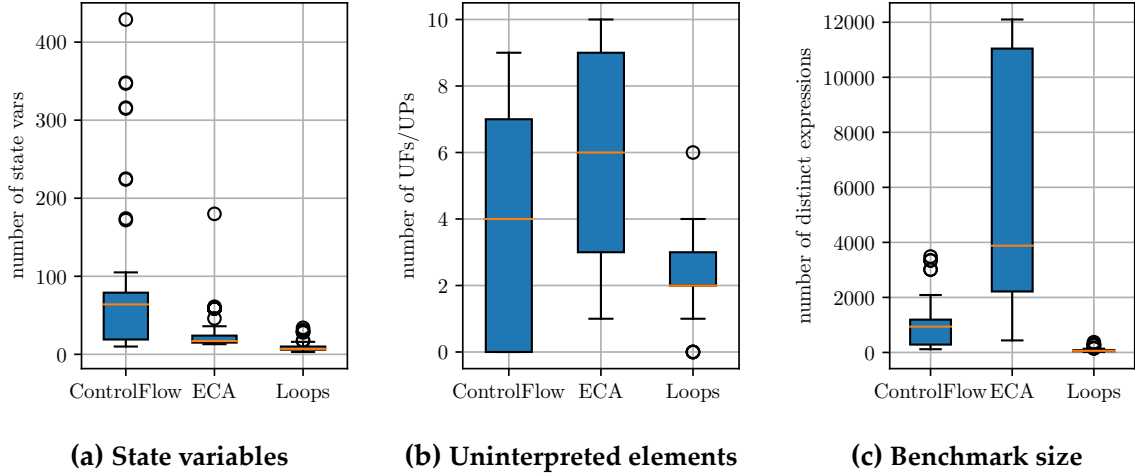 number of state vars
400
300
200
100
0
ControlFlow ECA Loops
(a) State variables
number of UFs/UPs
10
8
6
4
2
0
ControlFlow ECA Loops
(b) Uninterpreted elements
number of distinct expressions
12000
10000
8000
6000
4000
2000
0
ControlFlow ECA Loops
(c) Benchmark size